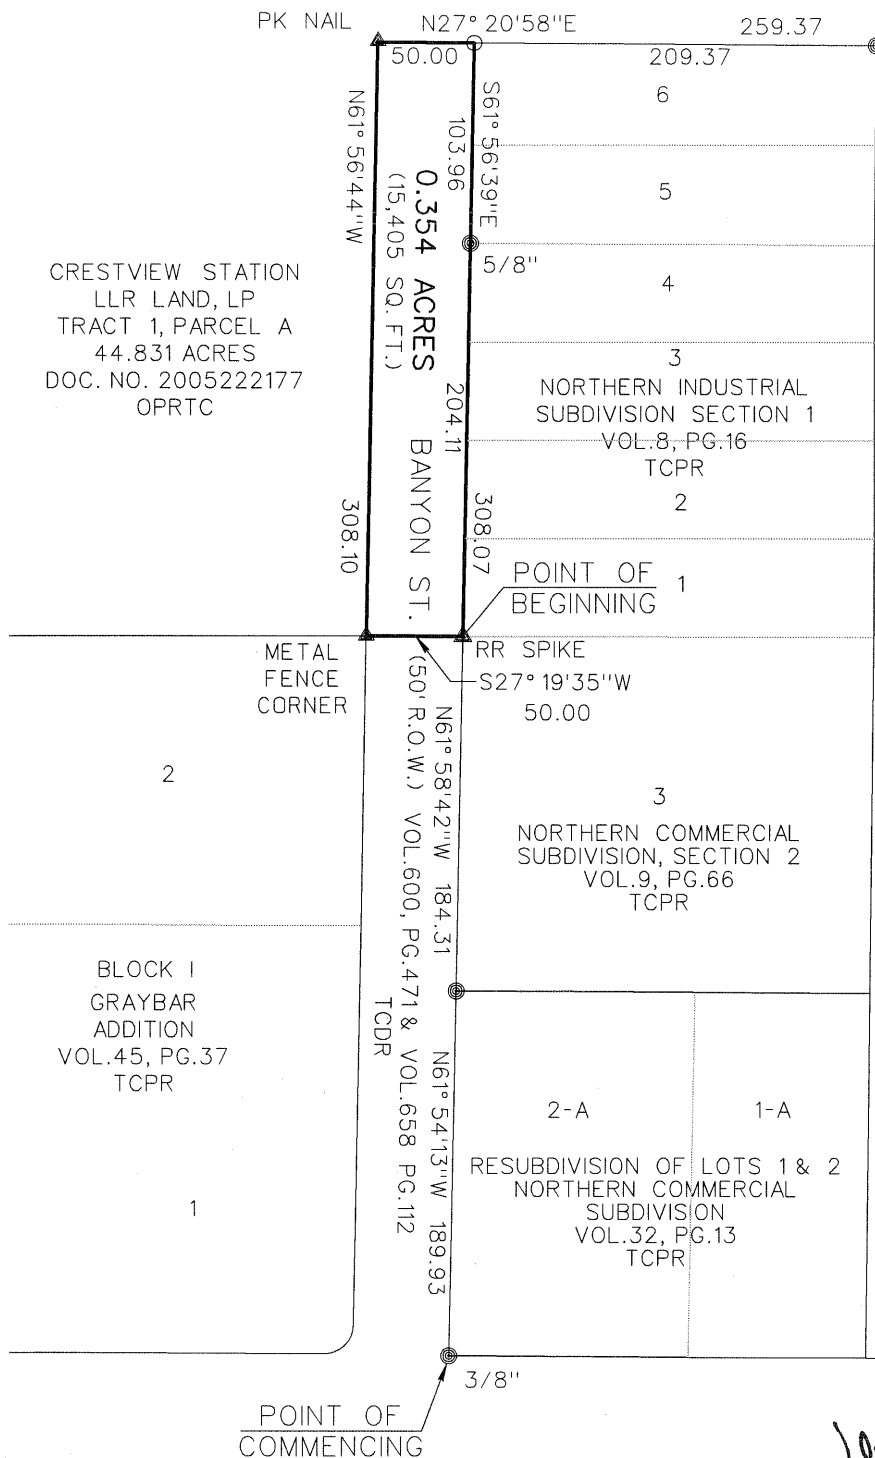 PK NAIL
N27° 20'58"E
259.37
50.00
209.37
N61° 56'44"W
S61° 56'39"E
103.96
0.354 ACRES
(15,405 SQ. FT.)
6
5
5/8"
4
CRESTVIEW STATION
LLR LAND, LP
TRACT 1, PARCEL A
44.831 ACRES
DOC. NO. 2005222177
OPRTC
3
NORTHERN INDUSTRIAL
SUBDIVISION SECTION 1
VOL.8, PG.16
TCPR
204.11
BANYON ST.
308.10
308.07
2
POINT OF
BEGINNING
1
METAL
FENCE
CORNER
RR SPIKE
S27° 19'35"W
50.00
(50' R.O.W.) VOL.600, PG.471 & VOL.658 PG.112
TCDR
N61° 58'42"W 184.31
2
3
NORTHERN COMMERCIAL
SUBDIVISION, SECTION 2
VOL.9, PG.66
TCPR
BLOCK I
GRAYBAR
ADDITION
VOL.45, PG.37
TCPR
1
N61° 54'13"W 189.93
2-A
1-A
RESUBDIVISION OF LOTS 1 & 2
NORTHERN COMMERCIAL
SUBDIVISION
VOL.32, PG.13
TCPR
3/8"
POINT OF
COMMENCING